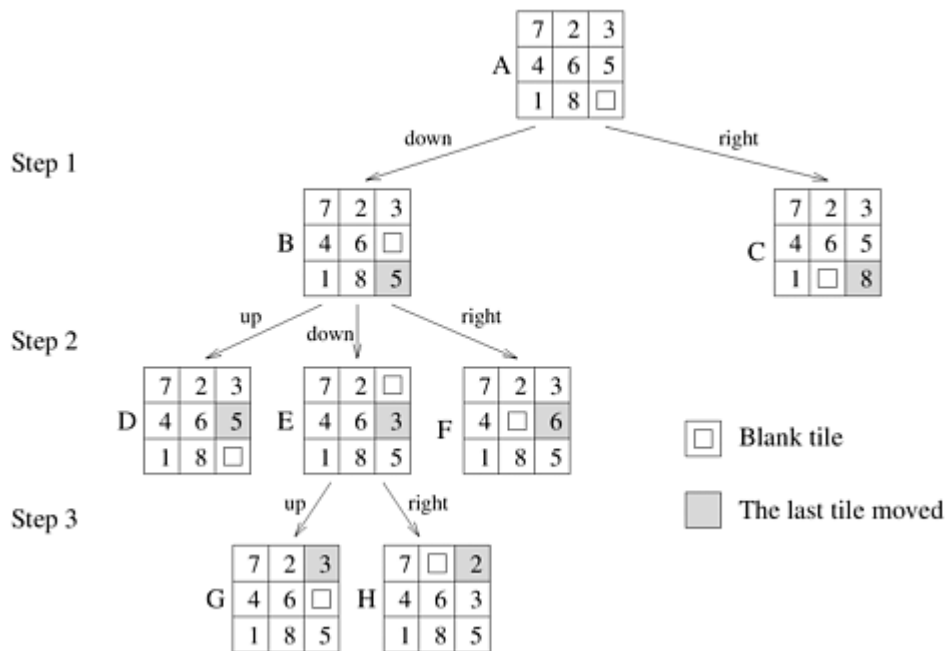 7 2 3
A 4 6 5
1 8
down right
Step 1
7 2 3
B 4 6
1 8 5
7 2 3
C 4 6 5
1 8
up down right
Step 2
7 2 3
D 4 6 5
1 8
7 2
E 4 6 3
1 8 5
7 2 3
F 4 6
1 8 5
Blank tile
The last tile moved
up right
Step 3
7 2 3
G 4 6
1 8 5
7 2
H 4 6 3
1 8 5